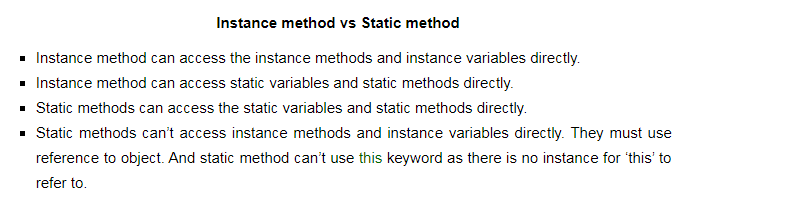 Instance method vs Static method
▪ Instance method can access the instance methods and instance variables directly.
▪ Instance method can access static variables and static methods directly.
▪ Static methods can access the static variables and static methods directly.
▪ Static methods can’t access instance methods and instance variables directly. They must use
reference to object. And static method can’t use this keyword as there is no instance for ‘this’ to
refer to.